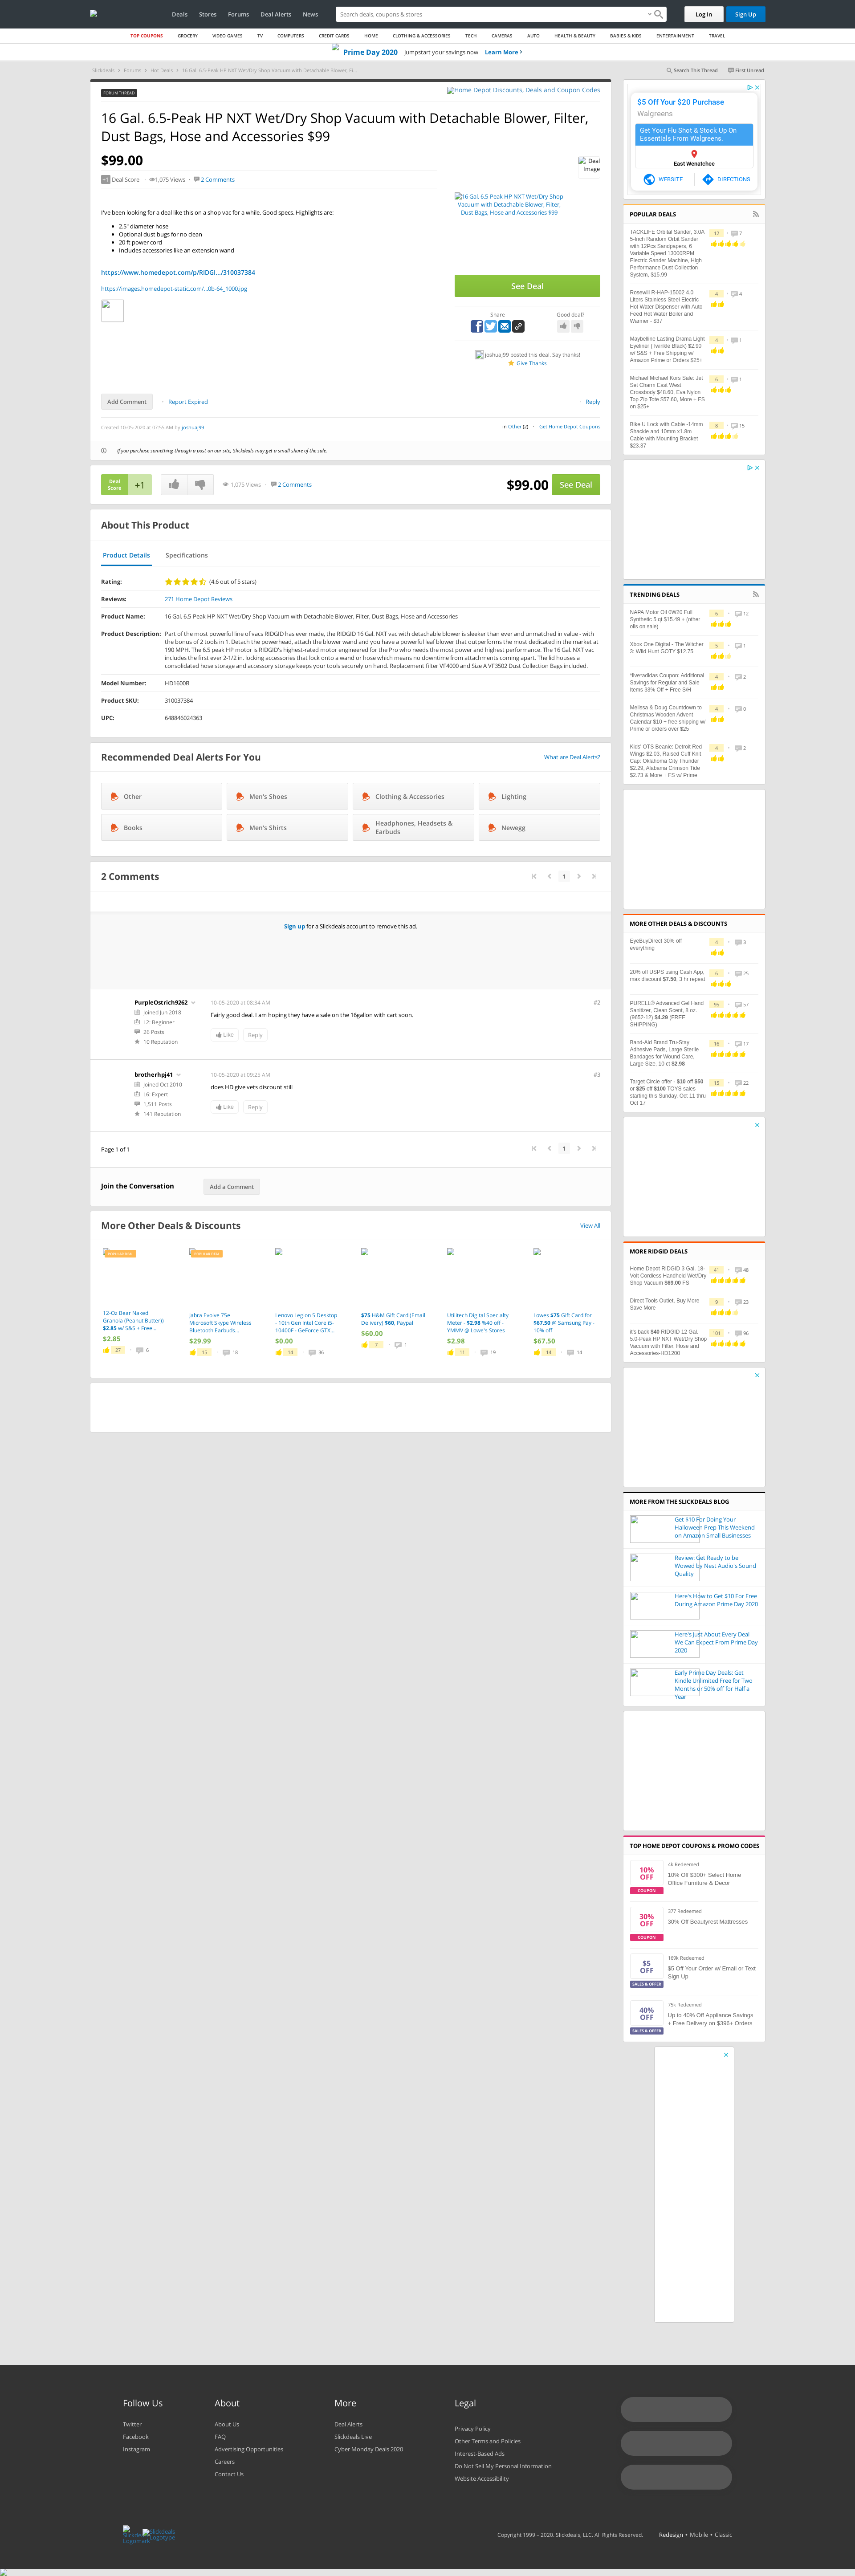 Deals Stores Forums Deal Alerts News
Search deals, coupons & stores
Log In Sign Up
TOP COUPONS GROCERY VIDEO GAMES TV COMPUTERS CREDIT CARDS HOME CLOTHING & ACCESSORIES TECH CAMERAS AUTO HEALTH & BEAUTY BABIES & KIDS ENTERTAINMENT TRAVEL
Prime Day 2020 Jumpstart your savings now Learn More
Slickdeals Forums Hot Deals 16 Gal. 6.5-Peak HP NXT Wet/Dry Shop Vacuum with Detachable Blower, Fi...
Search This Thread First Unread
FORUM THREAD
Home Depot Discounts, Deals and Coupon Codes
16 Gal. 6.5-Peak HP NXT Wet/Dry Shop Vacuum with Detachable Blower, Filter,
Dust Bags, Hose and Accessories $99
$99.00
Deal
Image
+1 Deal Score 1,075 Views 2 Comments
16 Gal. 6.5-Peak HP NXT Wet/Dry Shop
Vacuum with Detachable Blower, Filter,
Dust Bags, Hose and Accessories $99
I've been looking for a deal like this on a shop vac for a while. Good specs. Highlights are:
2.5" diameter hose
Optional dust bags for no clean
20 ft power cord
Includes accessories like an extension wand
https://www.homedepot.com/p/RIDGI.../310037384
https://images.homedepot-static.com/...0b-64_1000.jpg
See Deal
Share Good deal?
joshuaj99 posted this deal. Say thanks!
Give Thanks
Add Comment Report Expired Reply
Created 10-05-2020 at 07:55 AM by joshuaj99
in Other (2) Get Home Depot Coupons
If you purchase something through a post on our site, Slickdeals may get a small share of the sale.
Deal
Score
+1
1,075 Views 2 Comments
$99.00 See Deal
About This Product
Product Details Specifications
Rating: (4.6 out of 5 stars)
Reviews: 271 Home Depot Reviews
Product Name: 16 Gal. 6.5-Peak HP NXT Wet/Dry Shop Vacuum with Detachable Blower, Filter, Dust Bags, Hose and Accessories
Product Description: Part of the most powerful line of vacs RIDGID has ever made, the RIDGID 16 Gal. NXT vac with detachable blower is sleeker than ever and unmatched in what matters most - with the utility of 2 tools in 1. Detach the powerhead, attach the blower wand and you have a powerful leaf blower that outperforms most in the market today at a detached blower rating of 190 MPH. The 6.5 peak HP motor is RIDGID's highest-rated motor engineered for the Pro who needs the most power for the highest performance. The 16 Gal. NXT vac includes the first ever 2-1/2 in. locking accessories that lock onto a wand or hose which means no downtime from attachments coming apart. The lid houses a consolidated hose storage and accessory storage keeps your tools securely on hand. Replacement filter VF4000 and Size A VF3502 Dust Collection Bags included.
Model Number: HD1600B
Product SKU: 310037384
UPC: 648846024363
Recommended Deal Alerts For You
What are Deal Alerts?
Other Men's Shoes Clothing & Accessories Lighting
Books Men's Shirts Headphones, Headsets & Earbuds Newegg
2 Comments
1
Sign up for a Slickdeals account to remove this ad.
PurpleOstrich9262
Joined Jun 2018
L2: Beginner
26 Posts
10 Reputation
10-05-2020 at 08:34 AM #2
Fairly good deal. I am hoping they have a sale on the 16gallon with cart soon.
Like Reply
brotherhpj41
Joined Oct 2010
L6: Expert
1,511 Posts
141 Reputation
10-05-2020 at 09:25 AM #3
does HD give vets discount still
Like Reply
Page 1 of 1
1
Join the Conversation Add a Comment
More Other Deals & Discounts
View All
POPULAR DEAL
12-Oz Bear Naked
Granola (Peanut Butter))
$2.85 w/ S&S + Free...
$2.85
27 6
POPULAR DEAL
Jabra Evolve 75e
Microsoft Skype Wireless
Bluetooth Earbuds...
$29.99
15 18
Lenovo Legion 5 Desktop
- 10th Gen Intel Core i5-
10400F - GeForce GTX...
$0.00
14 36
$75 H&M Gift Card (Email
Delivery) $60, Paypal
$60.00
7 1
Utilitech Digital Specialty
Meter - $2.98 %40 off -
YMMV @ Lowe's Stores
$2.98
11 19
Lowes $75 Gift Card for
$67.50 @ Samsung Pay -
10% off
$67.50
14 14
$5 Off Your $20 Purchase
Walgreens
Get Your Flu Shot & Stock Up On
Essentials From Walgreens.
East Wenatchee
WEBSITE DIRECTIONS
POPULAR DEALS
TACKLIFE Orbital Sander, 3.0A
5-Inch Random Orbit Sander
with 12Pcs Sandpapers, 6
Variable Speed 13000RPM
Electric Sander Machine, High
Performance Dust Collection
System, $15.99
12 7
Rosewill R-HAP-15002 4.0
Liters Stainless Steel Electric
Hot Water Dispenser with Auto
Feed Hot Water Boiler and
Warmer - $37
4 4
Maybelline Lasting Drama Light
Eyeliner (Twinkle Black) $2.90
w/ S&S + Free Shipping w/
Amazon Prime or Orders $25+
4 1
Michael Michael Kors Sale: Jet
Set Charm East West
Crossbody $48.60, Eva Nylon
Top Zip Tote $57.60, More + FS
on $25+
6 1
Bike U Lock with Cable -14mm
Shackle and 10mm x1.8m
Cable with Mounting Bracket
$23.37
8 15
TRENDING DEALS
NAPA Motor Oil 0W20 Full
Synthetic 5 qt $15.49 + (other
oils on sale)
6 12
Xbox One Digital - The Witcher
3: Wild Hunt GOTY $12.75
5 1
*live*adidas Coupon: Additional
Savings for Regular and Sale
Items 33% Off + Free S/H
4 2
Melissa & Doug Countdown to
Christmas Wooden Advent
Calendar $10 + free shipping w/
Prime or orders over $25
4 0
Kids' OTS Beanie: Detroit Red
Wings $2.03, Raised Cuff Knit
Cap: Oklahoma City Thunder
$2.29, Alabama Crimson Tide
$2.73 & More + FS w/ Prime
4 2
MORE OTHER DEALS & DISCOUNTS
EyeBuyDirect 30% off
everything
4 3
20% off USPS using Cash App,
max discount $7.50, 3 hr repeat
6 25
PURELL® Advanced Gel Hand
Sanitizer, Clean Scent, 8 oz.
(9652-12) $4.29 (FREE
SHIPPING)
57
Band-Aid Brand Tru-Stay
Adhesive Pads, Large Sterile
Bandages for Wound Care,
Large Size, 10 ct $2.98
16 17
Target Circle offer - $10 off $50
or $25 off $100 TOYS sales
starting this Sunday, Oct 11 thru
Oct 17
15 22
MORE RIDGID DEALS
Home Depot RIDGID 3 Gal. 18-
Volt Cordless Handheld Wet/Dry
Shop Vacuum $69.00 FS
41 48
Direct Tools Outlet, Buy More
Save More
9 23
It's back $40 RIDGID 12 Gal.
5.0-Peak HP NXT Wet/Dry Shop
Vacuum with Filter, Hose and
Accessories-HD1200
101 96
MORE FROM THE SLICKDEALS BLOG
Get $10 For Doing Your
Halloween Prep This Weekend
on Amazon Small Businesses
Review: Get Ready to be
Wowed by Nest Audio's Sound
Quality
Here's How to Get $10 For Free
During Amazon Prime Day 2020
Here's Just About Every Deal
We Can Expect From Prime Day
2020
Early Prime Day Deals: Get
Kindle Unlimited Free for Two
Months or 50% off for Half a
Year
TOP HOME DEPOT COUPONS & PROMO CODES
10%
OFF
COUPON
4k Redeemed
10% Off $300+ Select Home
Office Furniture & Decor
30%
OFF
COUPON
377 Redeemed
30% Off Beautyrest Mattresses
$5
OFF
SALES & OFFER
169k Redeemed
$5 Off Your Order w/ Email or Text
Sign Up
40%
OFF
SALES & OFFER
75k Redeemed
Up to 40% Off Appliance Savings
+ Free Delivery on $396+ Orders
Follow Us
Twitter
Facebook
Instagram
About
About Us
FAQ
Advertising Opportunities
Careers
Contact Us
More
Deal Alerts
Slickdeals Live
Cyber Monday Deals 2020
Legal
Privacy Policy
Other Terms and Policies
Interest-Based Ads
Do Not Sell My Personal Information
Website Accessibility
Slickdeals
Logomark
Slickdeals
Logotype
Copyright 1999 – 2020. Slickdeals, LLC. All Rights Reserved. Redesign • Mobile • Classic